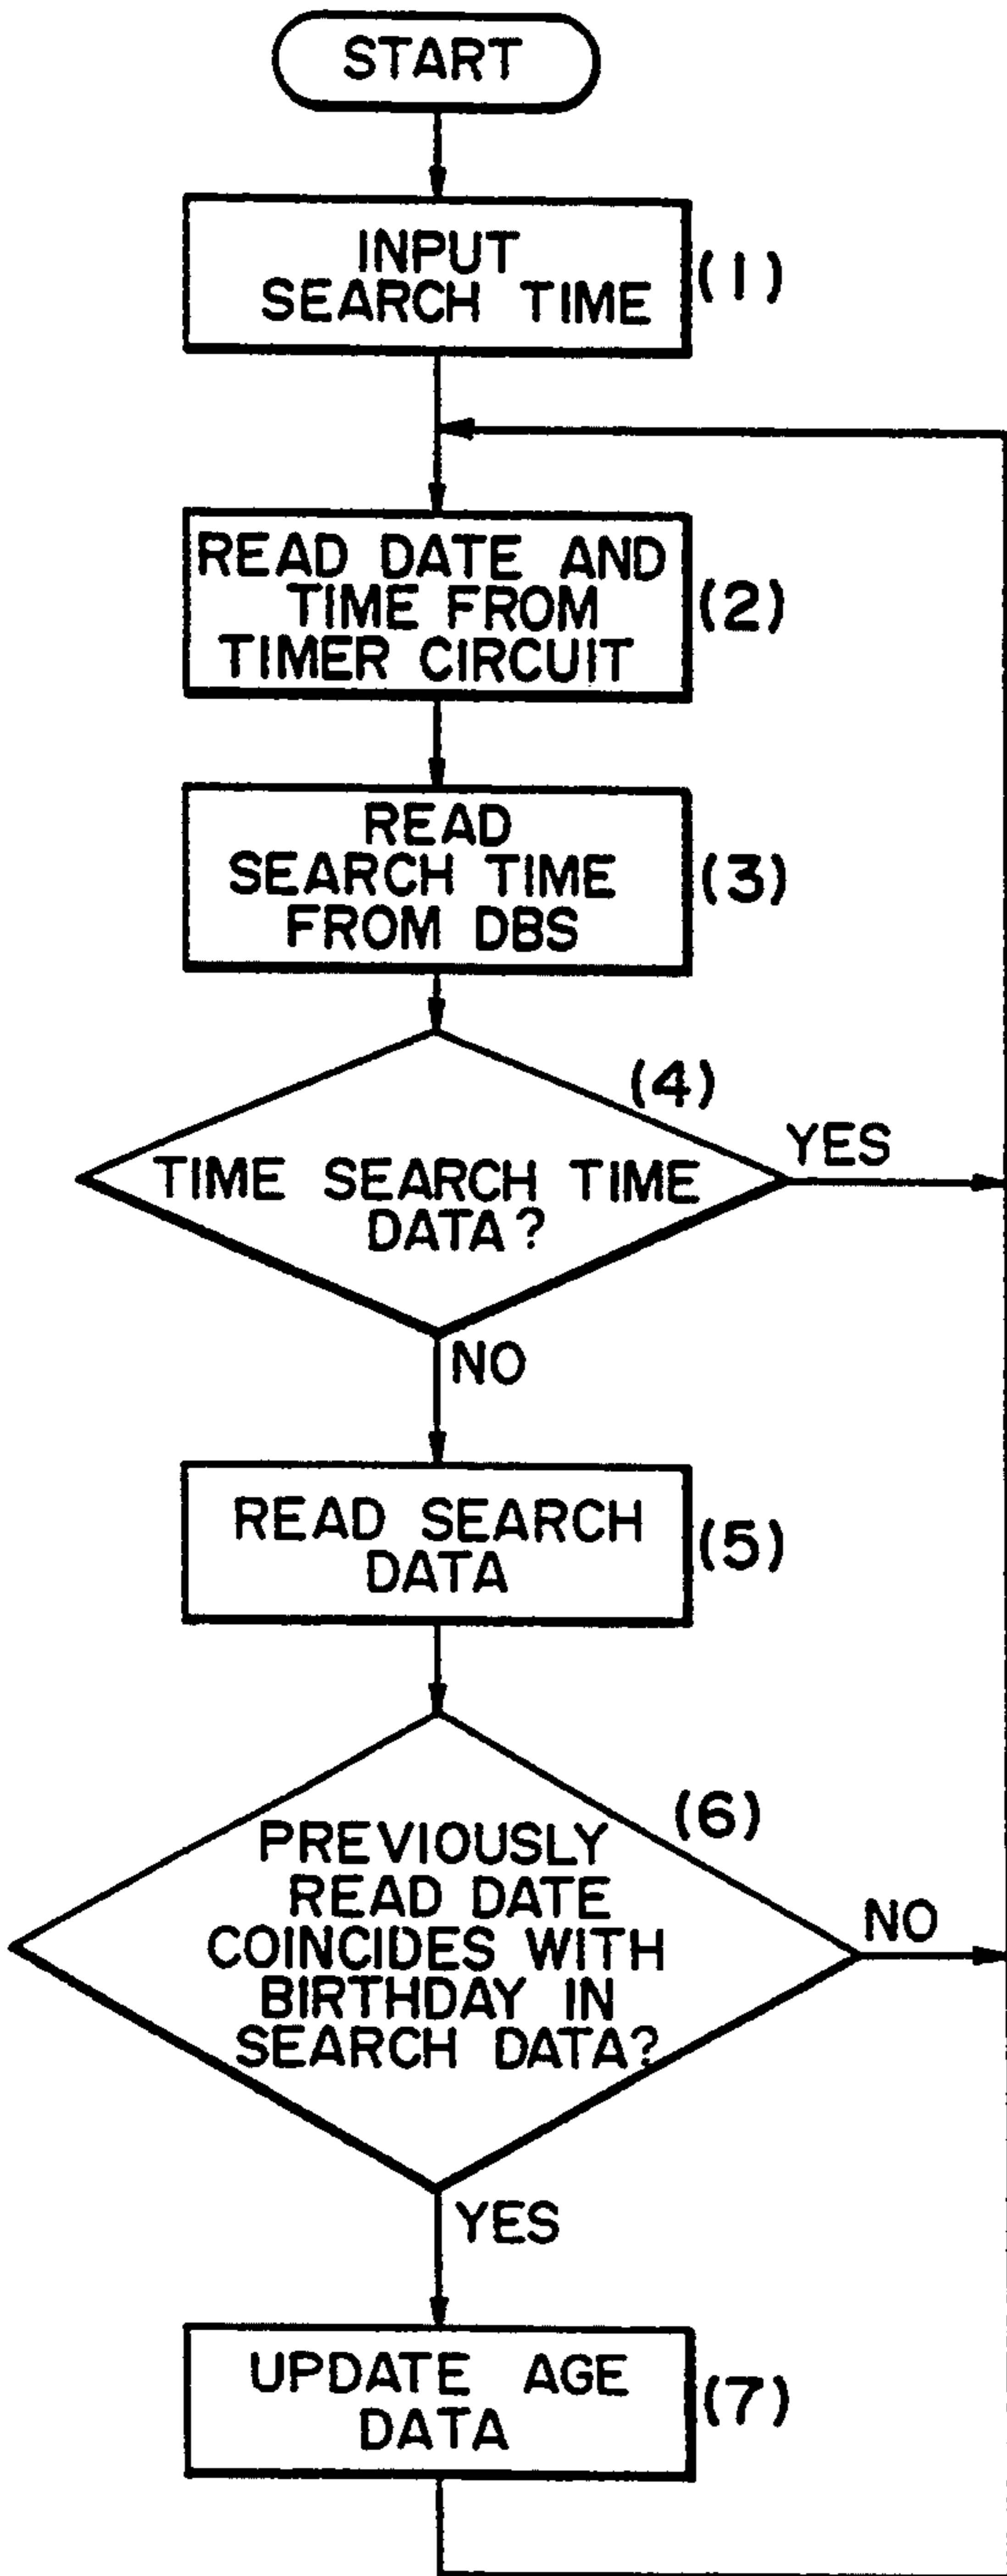 START
INPUT
SEARCH TIME
(1)
READ DATE AND
TIME FROM
TIMER CIRCUIT
(2)
READ
SEARCH TIME
FROM DBS
(3)
(4)
TIME SEARCH TIME
DATA?
YES
NO
READ SEARCH
DATA
(5)
(6)
PREVIOUSLY
READ DATE
COINCIDES WITH
BIRTHDAY IN
SEARCH DATA?
NO
YES
UPDATE AGE
DATA
(7)